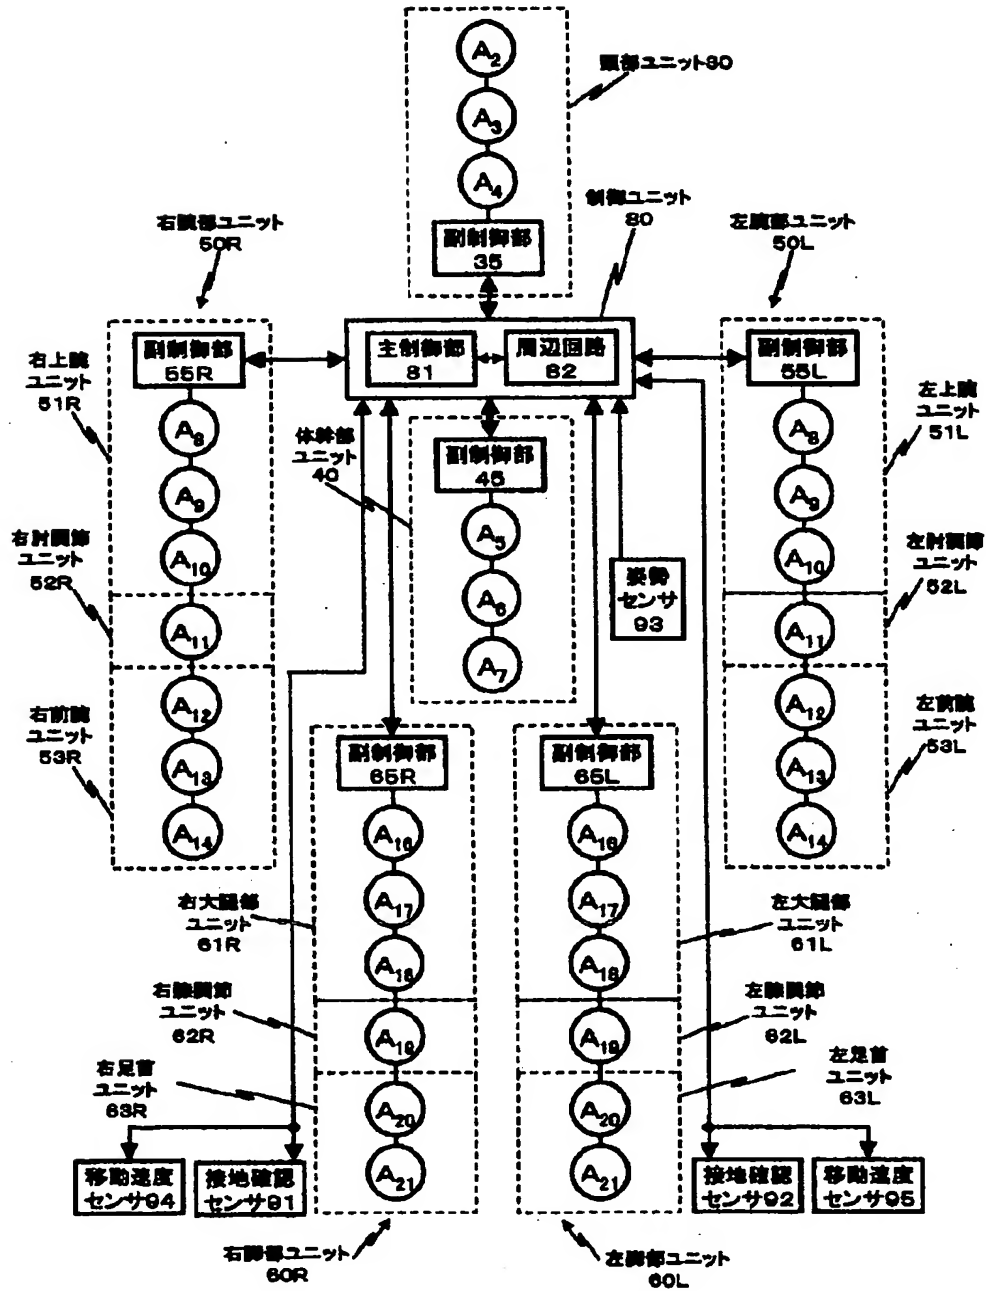 A2
A3
A4
副制御部
35
頭部ユニット30
制御ユニット
80
右腕部ユニット
50R
左腕部ユニット
50L
主制御部
81
周辺回路
82
副制御部
55R
A8
A9
A10
A11
A12
A13
A14
右上腕
ユニット
51R
右肘関節
ユニット
52R
右前腕
ユニット
53R
体幹部
ユニット
40
副制御部
45
A5
A6
A7
姿勢
センサ
93
副制御部
55L
A8
A9
A10
A11
A12
A13
A14
左上腕
ユニット
51L
左肘関節
ユニット
52L
左前腕
ユニット
53L
副制御部
65R
A16
A17
A18
A19
A20
A21
右大腿部
ユニット
61R
右膝関節
ユニット
62R
右足首
ユニット
63R
副制御部
65L
A16
A17
A18
A19
A20
A21
左大腿部
ユニット
61L
左膝関節
ユニット
62L
左足首
ユニット
63L
移動速度
センサ94
接地確認
センサ91
接地確認
センサ92
移動速度
センサ95
右脚部ユニット
60R
左脚部ユニット
60L